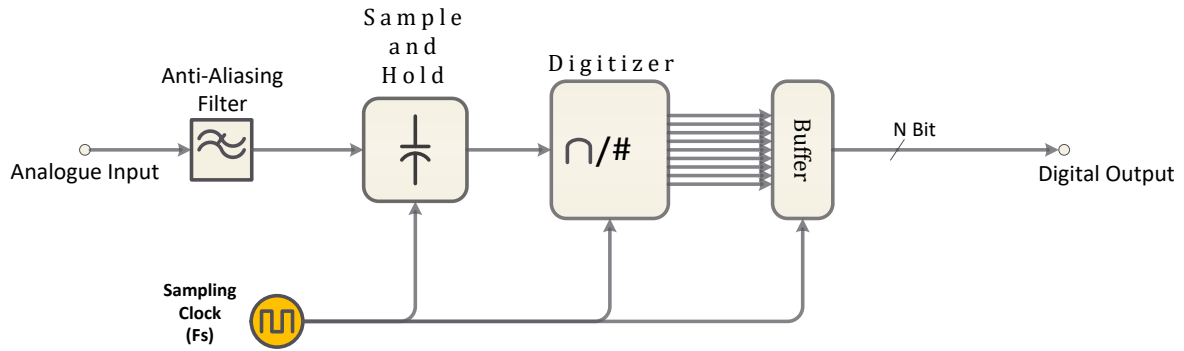 Sample
and
Hold
Anti-Aliasing
Filter
Digitizer
∩/#
Buffer
N Bit
Analogue Input
Digital Output
Sampling
Clock
(Fs)